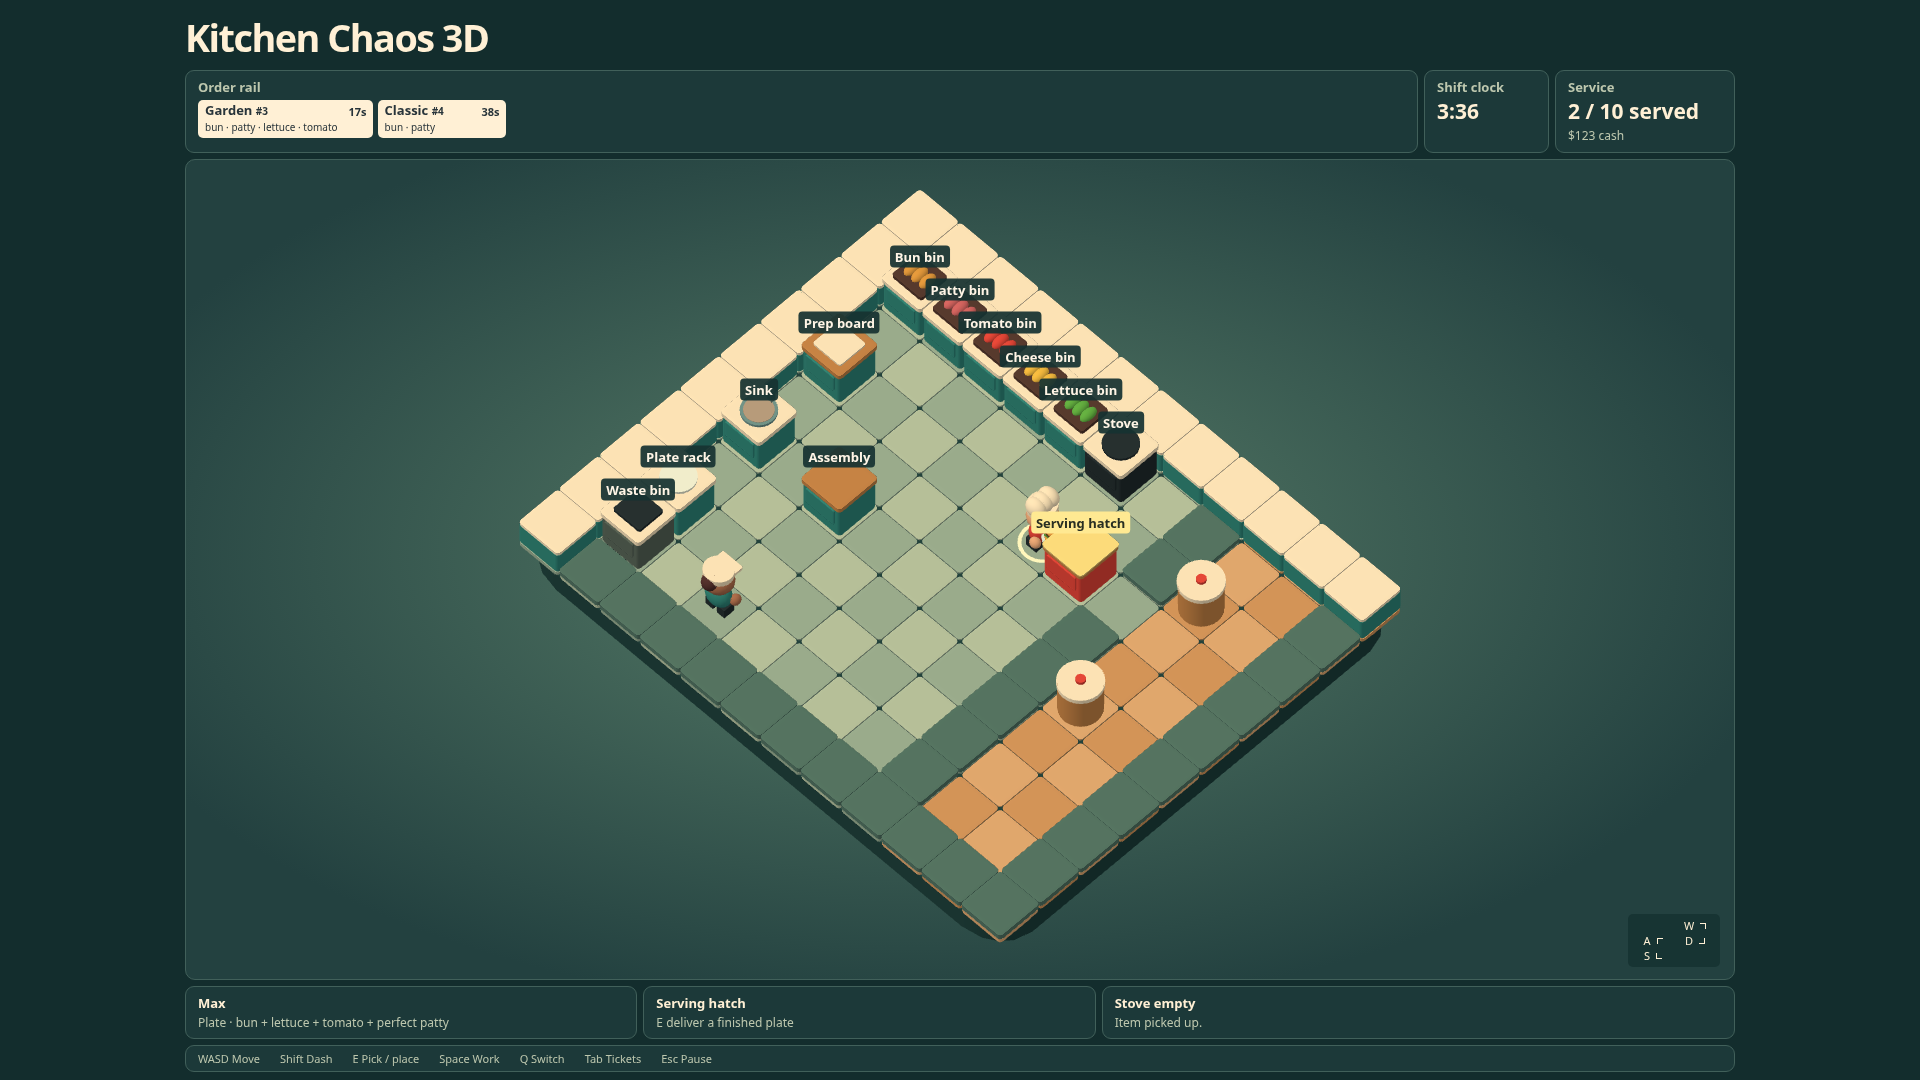 Kitchen Chaos 3D
Order rail
Garden #3 17s
bun · patty · lettuce · tomato
Classic #4 38s
bun · patty
Shift clock
3:36
Service
2 / 10 served
$123 cash
Bun bin
Patty bin
Prep board
Tomato bin
Cheese bin
Sink
Lettuce bin
Stove
Plate rack
Assembly
Waste bin
Serving hatch
W
A
D
S
Max
Plate · bun + lettuce + tomato + perfect patty
Serving hatch
E deliver a finished plate
Stove empty
Item picked up.
WASD Move Shift Dash E Pick / place Space Work Q Switch Tab Tickets Esc Pause